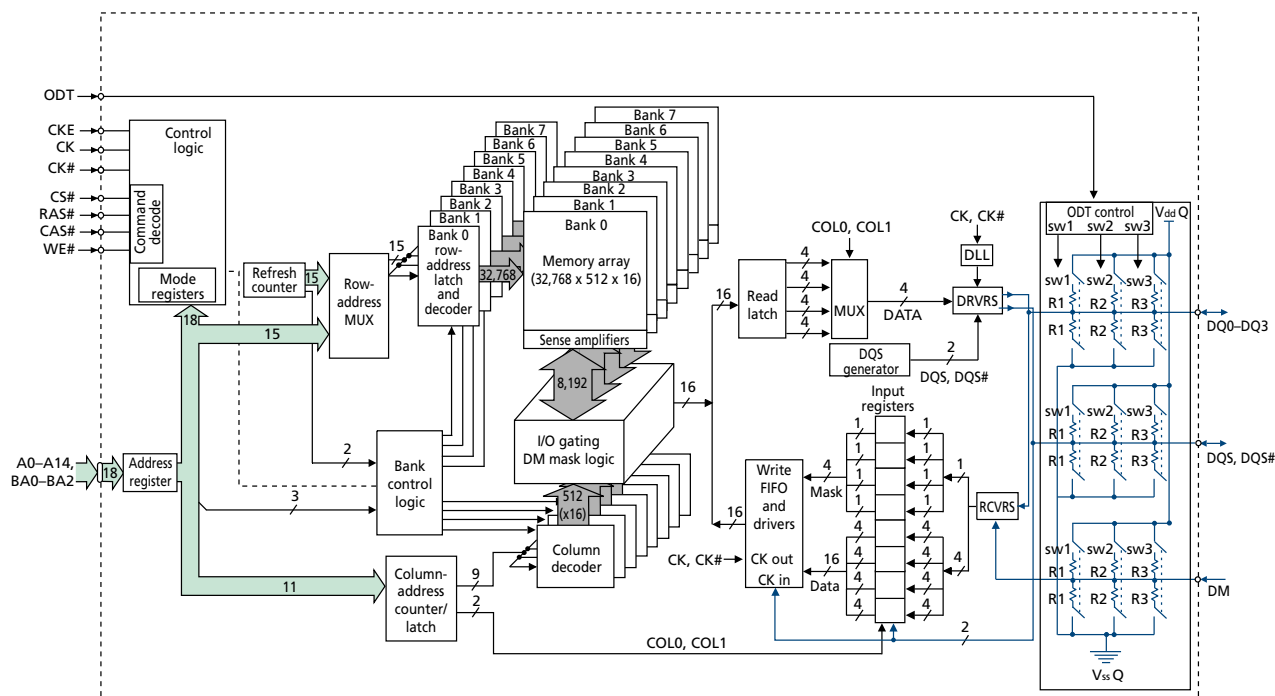 ODT
CKE
CK
CK#
CS#
RAS#
CAS#
WE#
Control
logic
Command
decode
Mode
registers
18
15
Refresh
counter
15
Row-
address
MUX
15
Bank 7
Bank 6
Bank 5
Bank 4
Bank 3
Bank 2
Bank 1
Bank 0
row-
address
latch
and
decoder
32,768
Bank 7
Bank 6
Bank 5
Bank 4
Bank 3
Bank 2
Bank 1
Bank 0
Memory array
(32,768 x 512 x 16)
Sense amplifiers
8,192
I/O gating
DM mask logic
16
512
(x16)
Column
decoder
2
3
Bank
control
logic
A0–A14,
BA0–BA2
18
Address
register
11
Column-
address
counter/
latch
9
2
COL0, COL1
16
Read
latch
4
4
4
4
COL0, COL1
MUX
4
DATA
CK, CK#
DLL
DRVRS
DQS
generator
2
DQS, DQS#
Input
registers
1
1
1
1
4
4
4
4
1
1
1
1
4
4
4
4
1
4
RCVRS
4
Mask
16
Data
16
Write
FIFO
and
drivers
CK out
CK in
CK, CK#
2
ODT control
sw1 sw2 sw3
Vdd Q
sw1 sw2 sw3
R1 R2 R3
R1 R2 R3
DQ0–DQ3
sw1 sw2 sw3
R1 R2 R3
R1 R2 R3
DQS, DQS#
sw1 sw2 sw3
R1 R2 R3
R1 R2 R3
DM
Vss Q